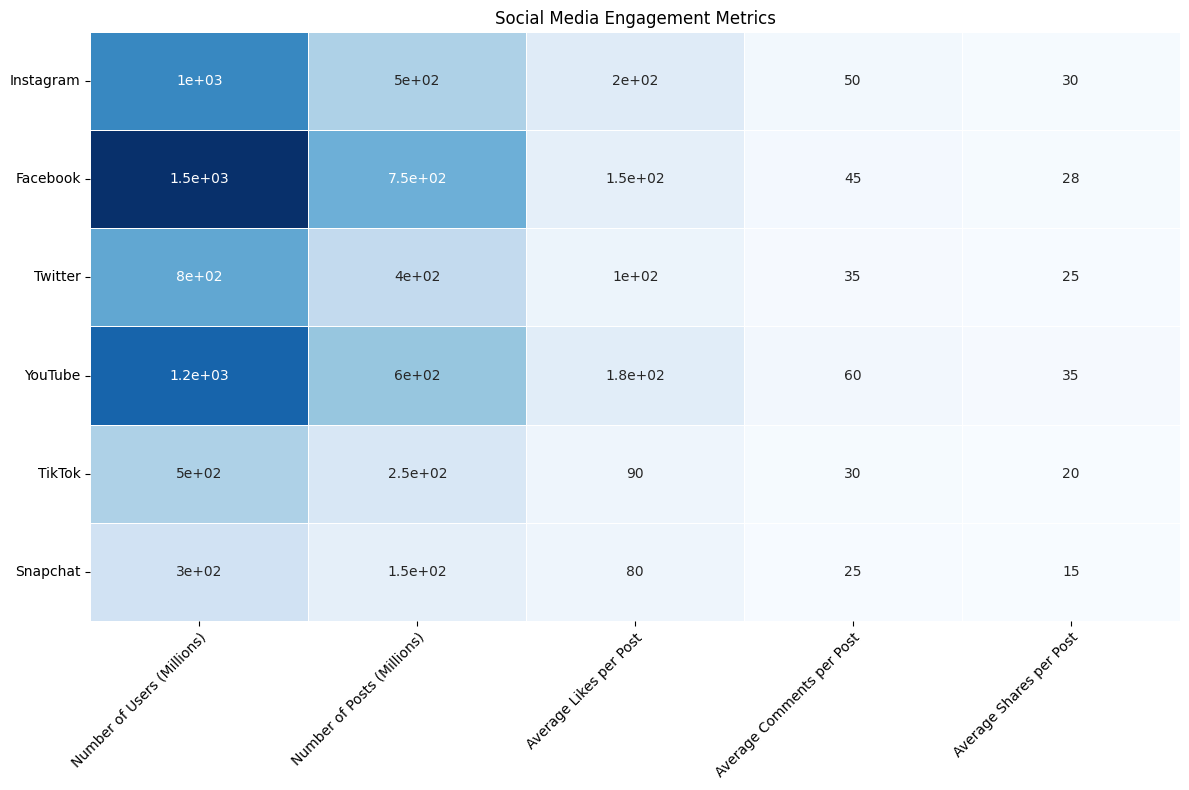 Social Media Engagement Metrics
Instagram 1e+03 5e+02 2e+02 50 30
Facebook 1.5e+03 7.5e+02 1.5e+02 45 28
Twitter 8e+02 4e+02 1e+02 35 25
YouTube 1.2e+03 6e+02 1.8e+02 60 35
TikTok 5e+02 2.5e+02 90 30 20
Snapchat 3e+02 1.5e+02 80 25 15
Number of Users (Millions)
Number of Posts (Millions)
Average Likes per Post
Average Comments per Post
Average Shares per Post